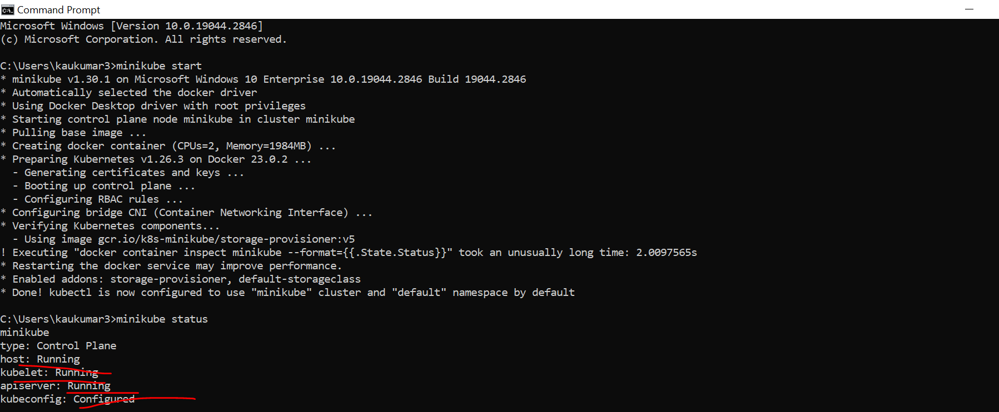 Command Prompt
Microsoft Windows [Version 10.0.19044.2846]
(c) Microsoft Corporation. All rights reserved.
C:\Users\kaukumar3>minikube start
* minikube v1.30.1 on Microsoft Windows 10 Enterprise 10.0.19044.2846 Build 19044.2846
* Automatically selected the docker driver
* Using Docker Desktop driver with root privileges
* Starting control plane node minikube in cluster minikube
* Pulling base image ...
* Creating docker container (CPUs=2, Memory=1984MB) ...
* Preparing Kubernetes v1.26.3 on Docker 23.0.2 ...
  - Generating certificates and keys ...
  - Booting up control plane ...
  - Configuring RBAC rules ...
* Configuring bridge CNI (Container Networking Interface) ...
* Verifying Kubernetes components...
  - Using image gcr.io/k8s-minikube/storage-provisioner:v5
! Executing "docker container inspect minikube --format={{.State.Status}}" took an unusually long time: 2.0097565s
* Restarting the docker service may improve performance.
* Enabled addons: storage-provisioner, default-storageclass
* Done! kubectl is now configured to use "minikube" cluster and "default" namespace by default
C:\Users\kaukumar3>minikube status
minikube
type: Control Plane
host: Running
kubelet: Running
apiserver: Running
kubeconfig: Configured